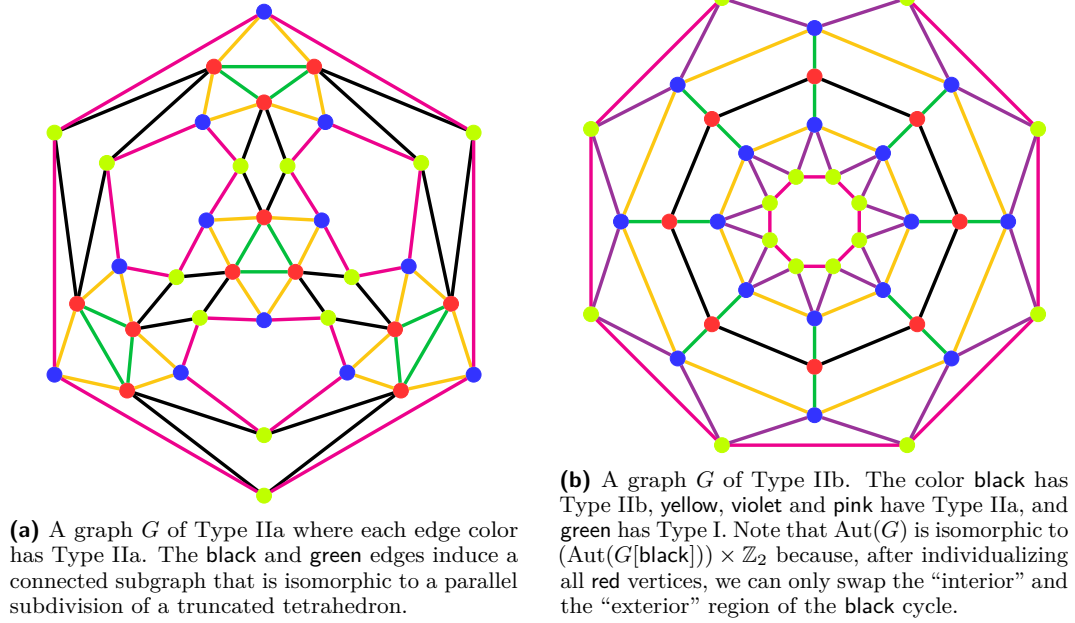 (a) A graph G of Type IIa where each edge color
has Type IIa. The black and green edges induce a
connected subgraph that is isomorphic to a parallel
subdivision of a truncated tetrahedron.
(b) A graph G of Type IIb. The color black has
Type IIb, yellow, violet and pink have Type IIa, and
green has Type I. Note that Aut(G) is isomorphic to
(Aut(G[black])) × ℤ₂ because, after individualizing
all red vertices, we can only swap the “interior” and
the “exterior” region of the black cycle.